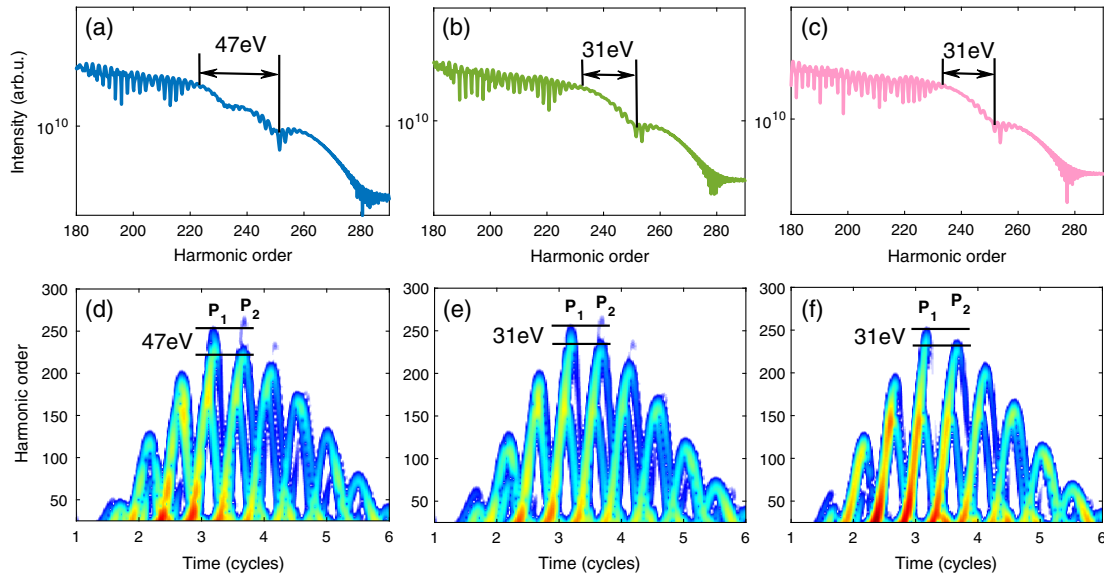 (a)
47eV
(b)
31eV
(c)
31eV
Intensity (arb.u.)
10^10
10^10
10^10
180 200 220 240 260 280
180 200 220 240 260 280
180 200 220 240 260 280
Harmonic order
Harmonic order
Harmonic order
(d)
P1
P2
47eV
(e)
P1
P2
31eV
(f)
P1
P2
31eV
Harmonic order
300
250
200
150
100
50
300
250
200
150
100
50
300
250
200
150
100
50
1 2 3 4 5 6
1 2 3 4 5 6
1 2 3 4 5 6
Time (cycles)
Time (cycles)
Time (cycles)